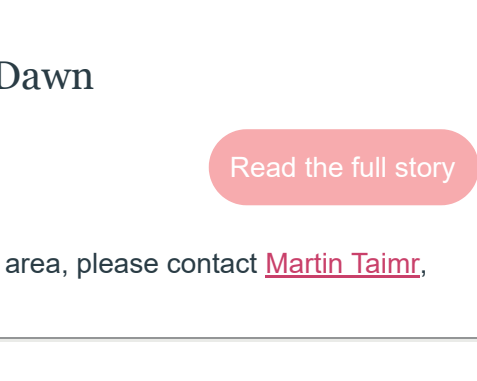 Dawn
Read the full story
area, please contact Martin Taimr,